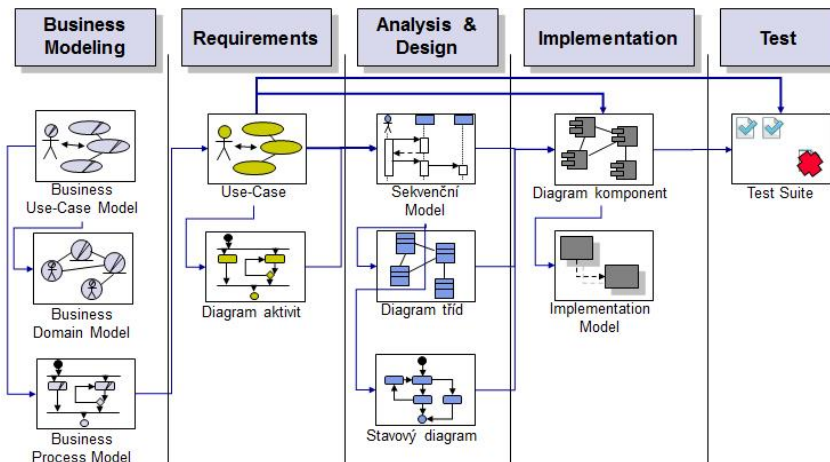 Business
Modeling
Requirements
Analysis &
Design
Implementation
Test
Business
Use-Case Model
Use-Case
Sekvenční
Model
Diagram komponent
Test Suite
Business
Domain Model
Diagram aktivit
Diagram tříd
Implementation
Model
Business
Process Model
Stavový diagram